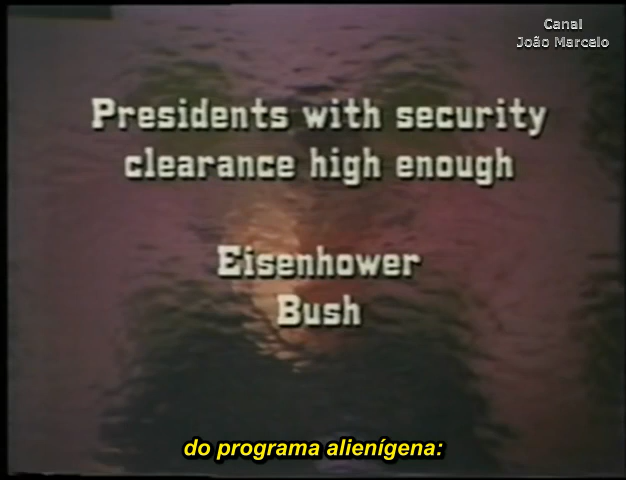 Canal
João Marcelo
Presidents with security
clearance high enough
Eisenhower
Bush
do programa alienígena: